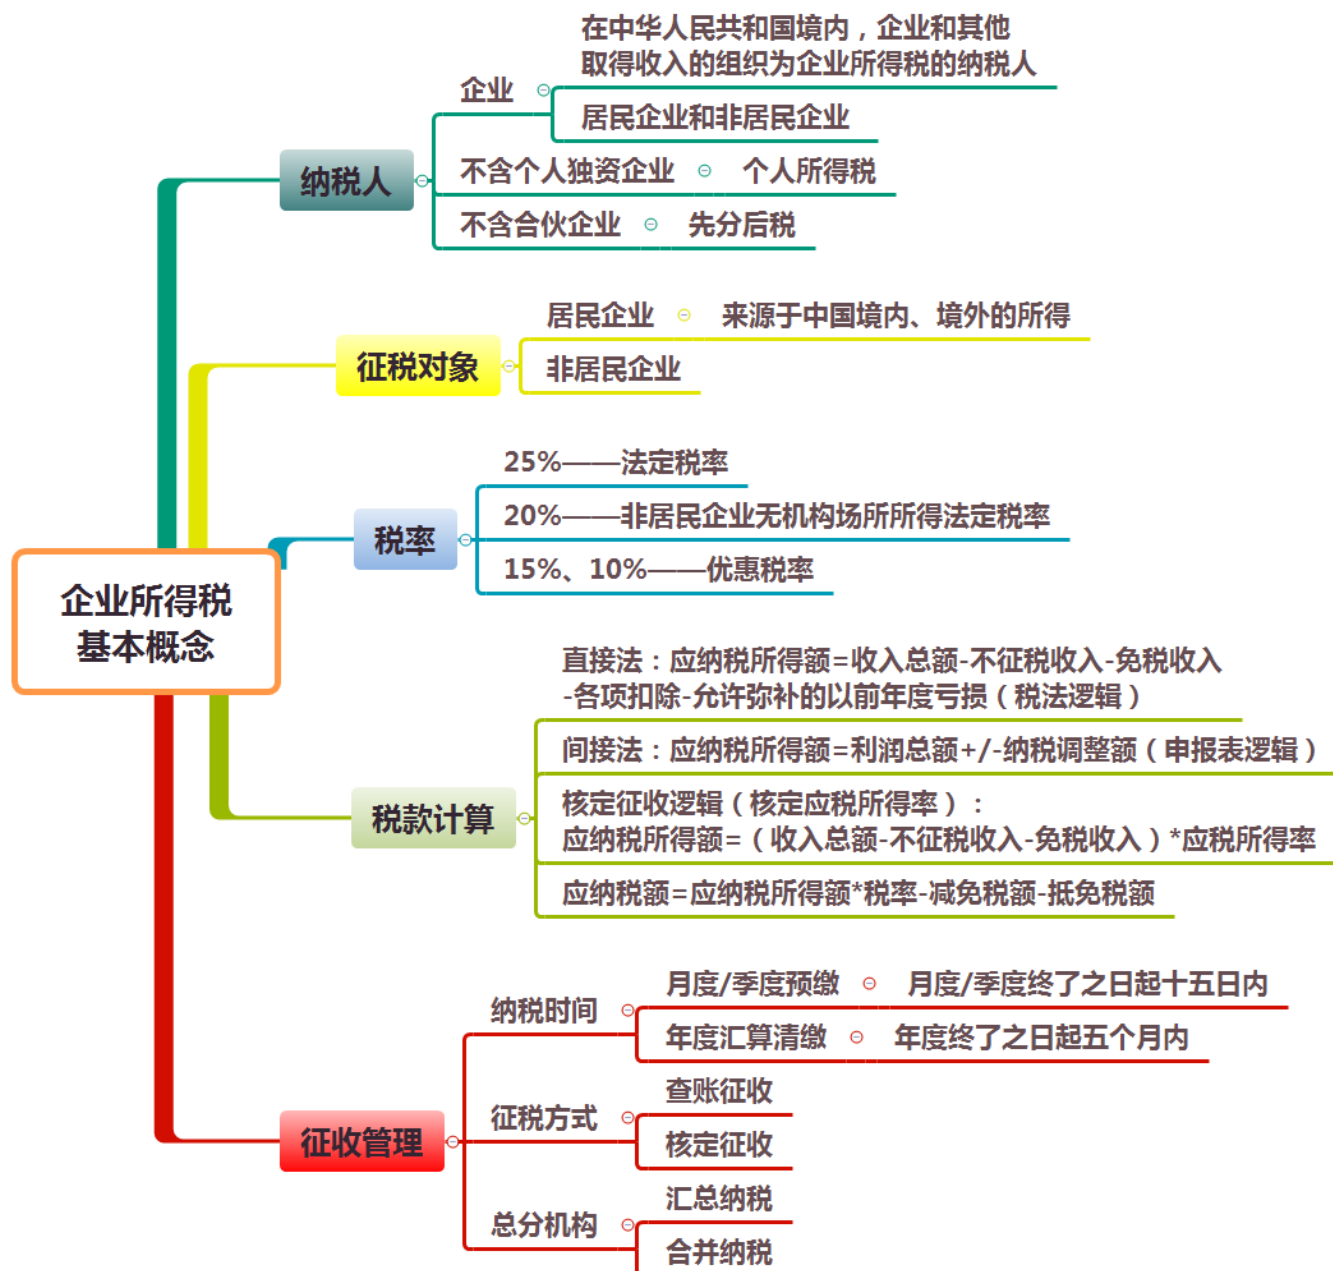 企业所得税
基本概念
纳税人
企业
在中华人民共和国境内，企业和其他
取得收入的组织为企业所得税的纳税人
居民企业和非居民企业
不含个人独资企业
个人所得税
不含合伙企业
先分后税
征税对象
居民企业
来源于中国境内、境外的所得
非居民企业
税率
25%——法定税率
20%——非居民企业无机构场所所得法定税率
15%、10%——优惠税率
税款计算
直接法：应纳税所得额=收入总额-不征税收入-免税收入
-各项扣除-允许弥补的以前年度亏损（税法逻辑）
间接法：应纳税所得额=利润总额+/-纳税调整额（申报表逻辑）
核定征收逻辑（核定应税所得率）：
应纳税所得额=（收入总额-不征税收入-免税收入）*应税所得率
应纳税额=应纳税所得额*税率-减免税额-抵免税额
征收管理
纳税时间
月度/季度预缴
月度/季度终了之日起十五日内
年度汇算清缴
年度终了之日起五个月内
征税方式
查账征收
核定征收
总分机构
汇总纳税
合并纳税